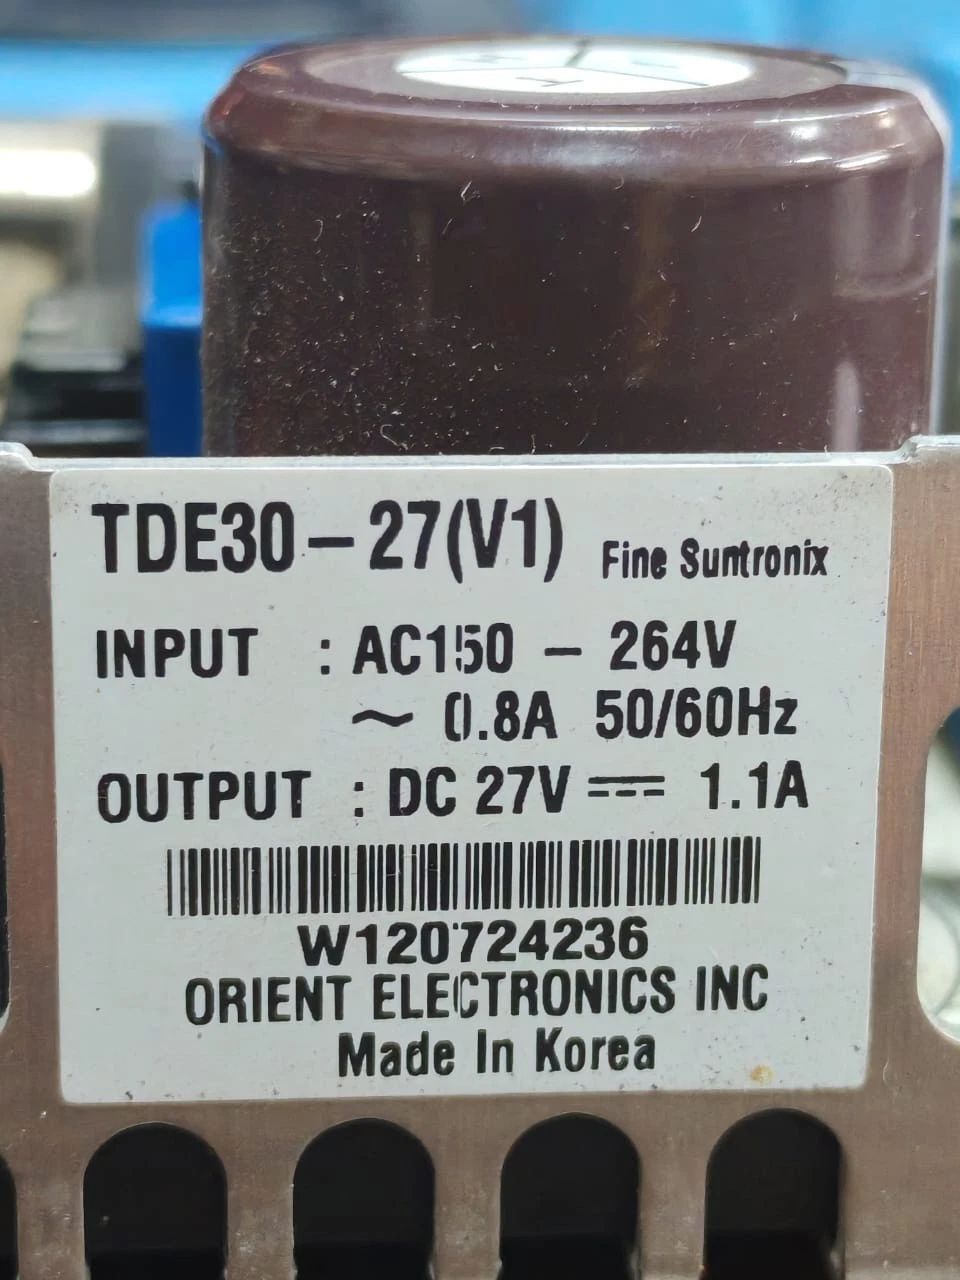 TDE30-27(V1) Fine Suntronix
INPUT : AC150 - 264V
~ 0.8A 50/60Hz
OUTPUT : DC 27V ⎓ 1.1A
W120724236
ORIENT ELECTRONICS INC
Made In Korea